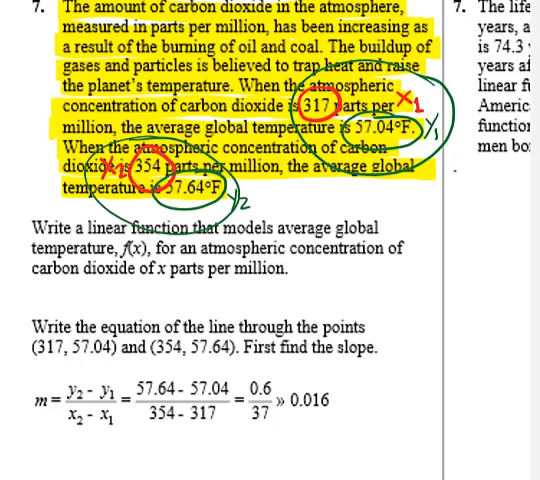 7. The amount of carbon dioxide in the atmosphere,
measured in parts per million, has been increasing as
a result of the burning of oil and coal. The buildup of
gases and particles is believed to trap heat and raise
the planet's temperature. When the atmospheric
concentration of carbon dioxide is 317 parts per x1
million, the average global temperature is 57.04°F. y1
When the atmospheric concentration of carbon
x2 dioxide is 354 parts per million, the average global
temperature is 57.64°F y2
Write a linear function that models average global
temperature, f(x), for an atmospheric concentration of
carbon dioxide of x parts per million.
Write the equation of the line through the points
(317, 57.04) and (354, 57.64). First find the slope.
m = y2 - y1 / x2 - x1 = 57.64 - 57.04 / 354 - 317 = 0.6 / 37 » 0.016
7. The life
years, a
is 74.3
years af
linear f
Americ
function
men bo